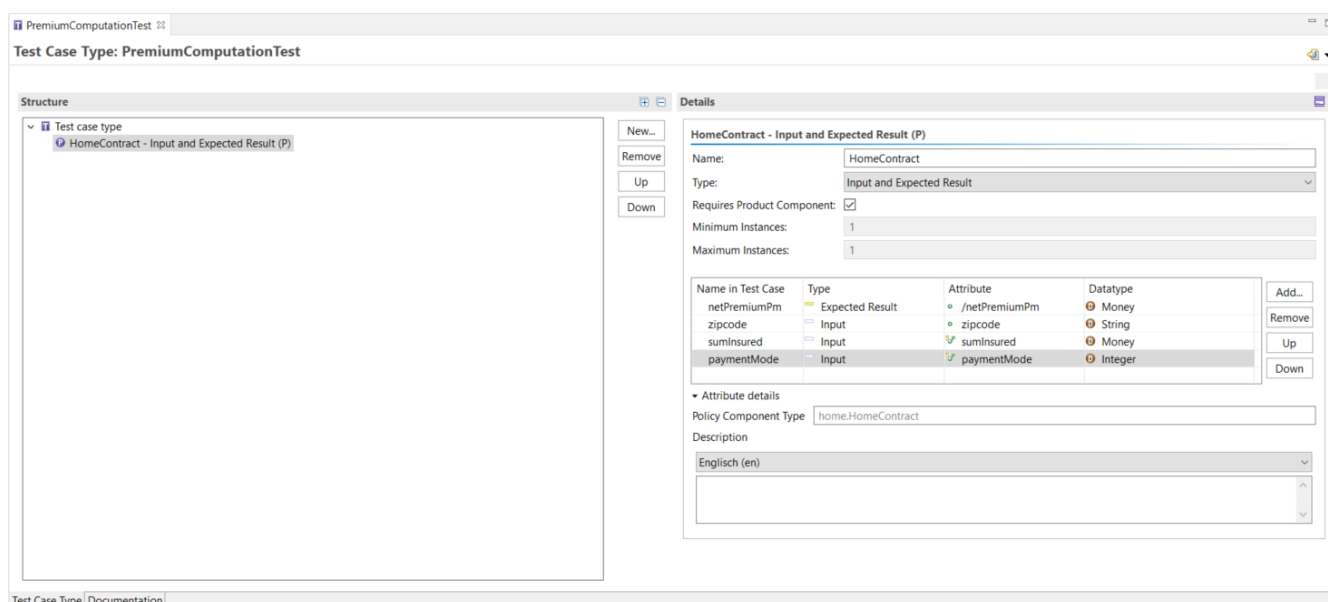 PremiumComputationTest
Test Case Type: PremiumComputationTest
Structure
Test case type
HomeContract - Input and Expected Result (P)
New...
Remove
Up
Down
Details
HomeContract - Input and Expected Result (P)
Name: HomeContract
Type: Input and Expected Result
Requires Product Component:
Minimum Instances: 1
Maximum Instances: 1
Name in Test Case Type Attribute Datatype
netPremiumPm Expected Result /netPremiumPm Money
zipcode Input zipcode String
sumInsured Input sumInsured Money
paymentMode Input paymentMode Integer
Add...
Remove
Up
Down
Attribute details
Policy Component Type home.HomeContract
Description
Englisch (en)
Test Case Type Documentation